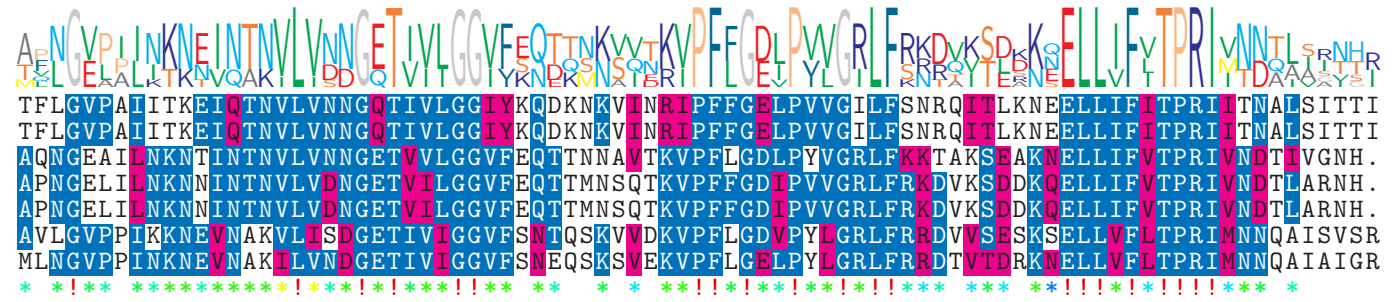 TFLGVPAIITKEIQTNVLVNNGQTIVLGGIYKQDKNKVINRIPFFGELPVVGILFSNRQITLKNEELLIFITPRIITNALSITTI
TFLGVPAIITKEIQTNVLVNNGQTIVLGGIYKQDKNKVINRIPFFGELPVVGILFSNRQITLKNEELLIFITPRIITNALSITTI
AQNGEAILNKNTINTNVLVNNGETVVLGGVFEQTTNNAVTKVPFLGDLPYVGRLFKKTAKSEAKNELLIFVTPRIVNDTIVGNH.
APNGELILNKNNINTNVLVDNGETVILGGVFEQTTMNSQTKVPFFGDIPVVGRLFRKDVKSDDKQELLIFVTPRIVNDTLARNH.
APNGELILNKNNINTNVLVDNGETVILGGVFEQTTMNSQTKVPFFGDIPVVGRLFRKDVKSDDKQELLIFVTPRIVNDTLARNH.
AVLGVPPIKKNEVNAKVLISDGETIVIGGVFSNTQSKVVDKVPFLGDVPYLGRLFRRDVVSESKSELLVFLTPRIMNNQAISVSR
MLNGVPPINKNEVNAKILVNDGETIVIGGVFSNEQSKSVEKVPFLGELPYLGRLFRRDTVTDRKNELLVFLTPRIMNNQAIAIGR